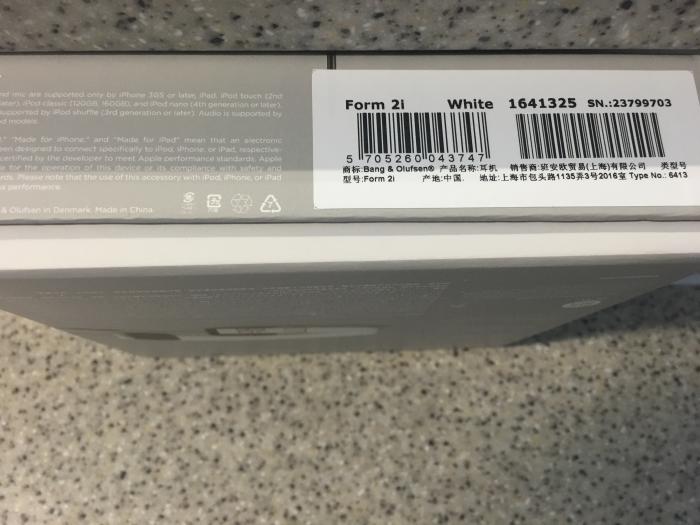 nd mic are supported only by iPhone 3GS or later, iPad, iPod touch (2nd
ater), iPod classic (120GB, 160GB), and iPod nano (4th generation or later).
supported by iPod shuffle (3rd generation or later). Audio is supported by
d models.
"Made for iPhone," and "Made for iPad" mean that an electronic
een designed to connect specifically to iPod, iPhone, or iPad, respective-
certified by the developer to meet Apple performance standards. Apple
e for the operation of this device or its compliance with safety and
rds. Please note that the use of this accessory with iPod, iPhone, or iPad
s performance.
& Olufsen in Denmark. Made in China.
Form 2i White 1641325 SN.:23799703
5 705260 043747
商标:Bang & Olufsen® 产品名称:耳机 销售商:班安欧贸易(上海)有限公司 类型号
型号:Form 2i 产地:中国. 地址:上海市包头路1135弄3号2016室 Type No.: 6413